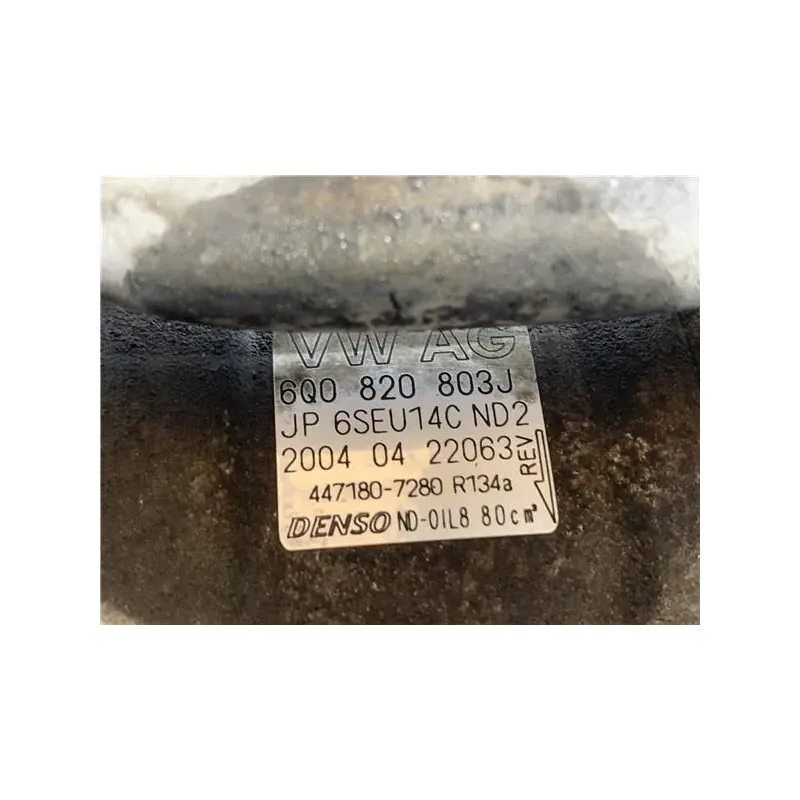 VW AG
6Q0 820 803J
JP 6SEU14C ND2
2004 04 22063
REV
447180-7280 R134a
DENSO ND-OIL8 80cm³